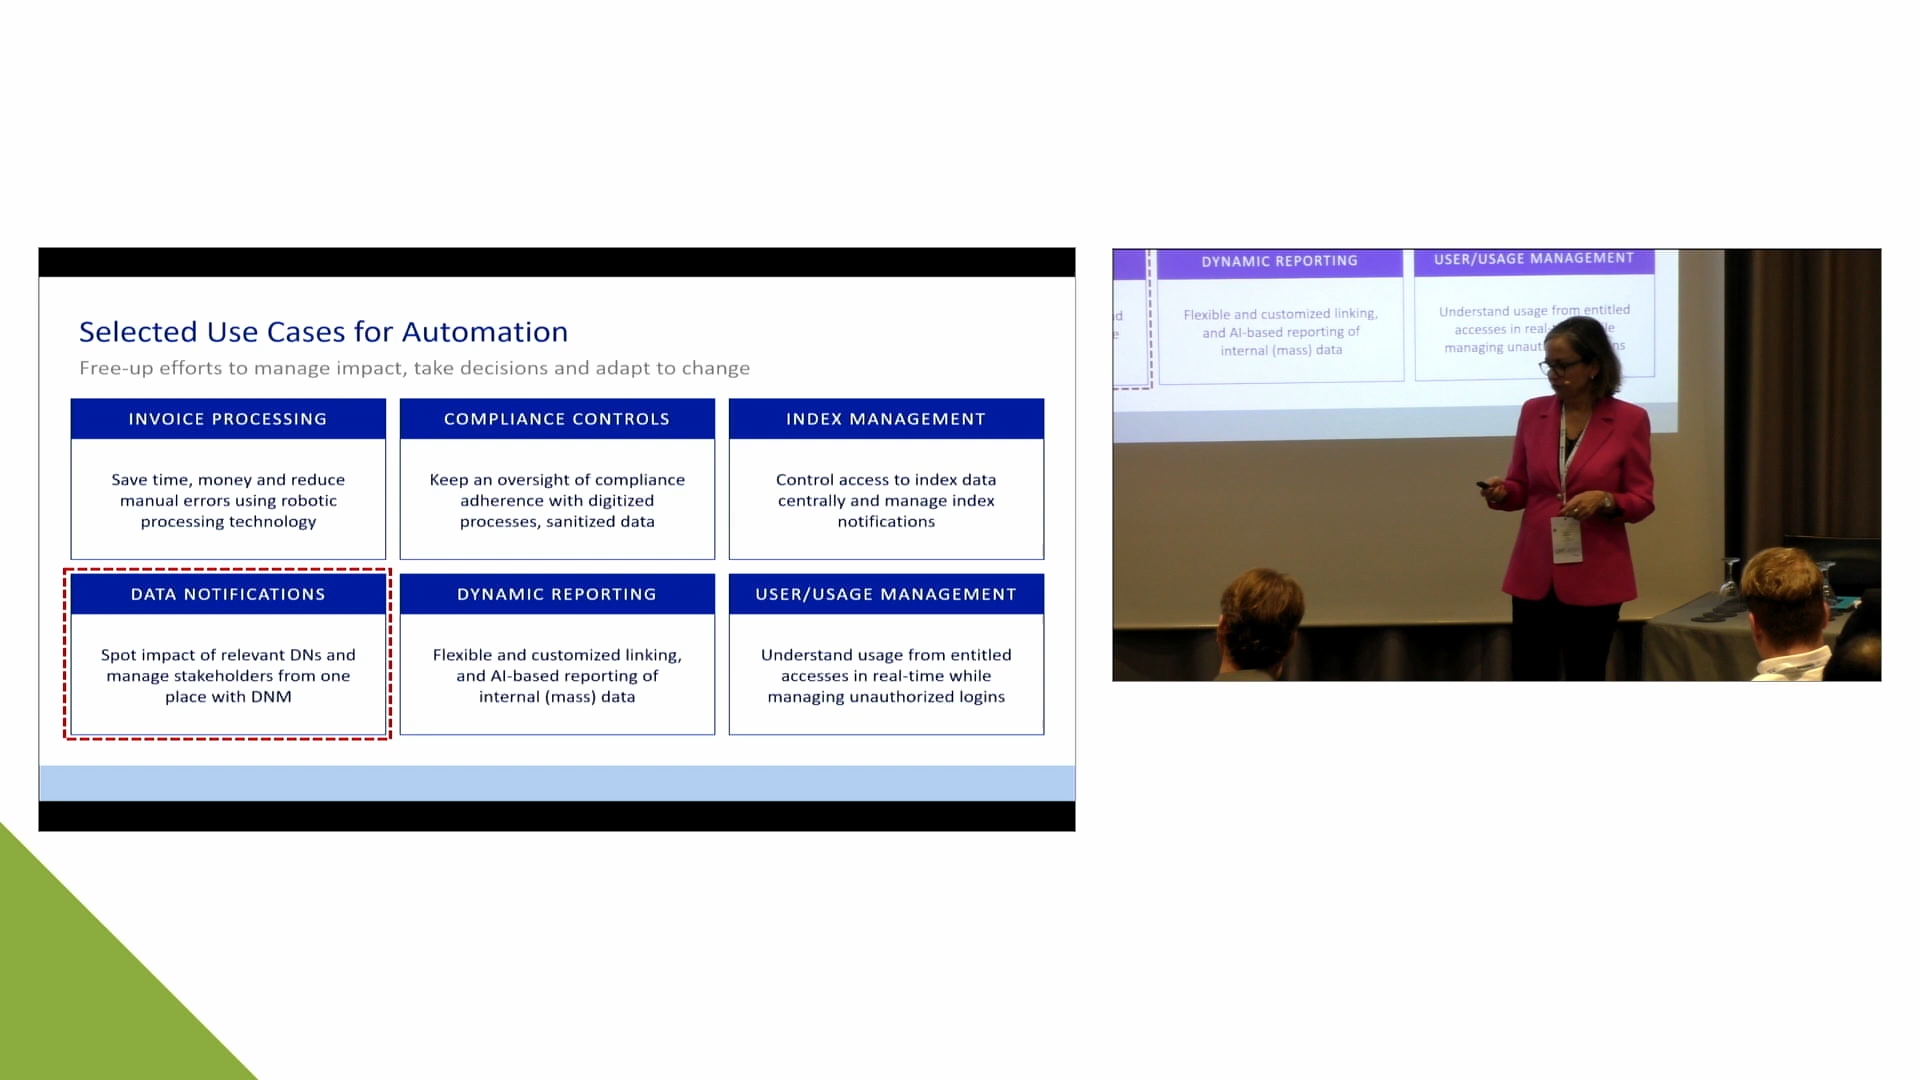 Selected Use Cases for Automation
Free-up efforts to manage impact, take decisions and adapt to change
INVOICE PROCESSING
Save time, money and reduce
manual errors using robotic
processing technology
COMPLIANCE CONTROLS
Keep an oversight of compliance
adherence with digitized
processes, sanitized data
INDEX MANAGEMENT
Control access to index data
centrally and manage index
notifications
DATA NOTIFICATIONS
Spot impact of relevant DNs and
manage stakeholders from one
place with DNM
DYNAMIC REPORTING
Flexible and customized linking,
and AI-based reporting of
internal (mass) data
USER/USAGE MANAGEMENT
Understand usage from entitled
accesses in real-time while
managing unauthorized logins
DYNAMIC REPORTING
Flexible and customized linking,
and AI-based reporting of
internal (mass) data
USER/USAGE MANAGEMENT
Understand usage from entitled
accesses in
managing